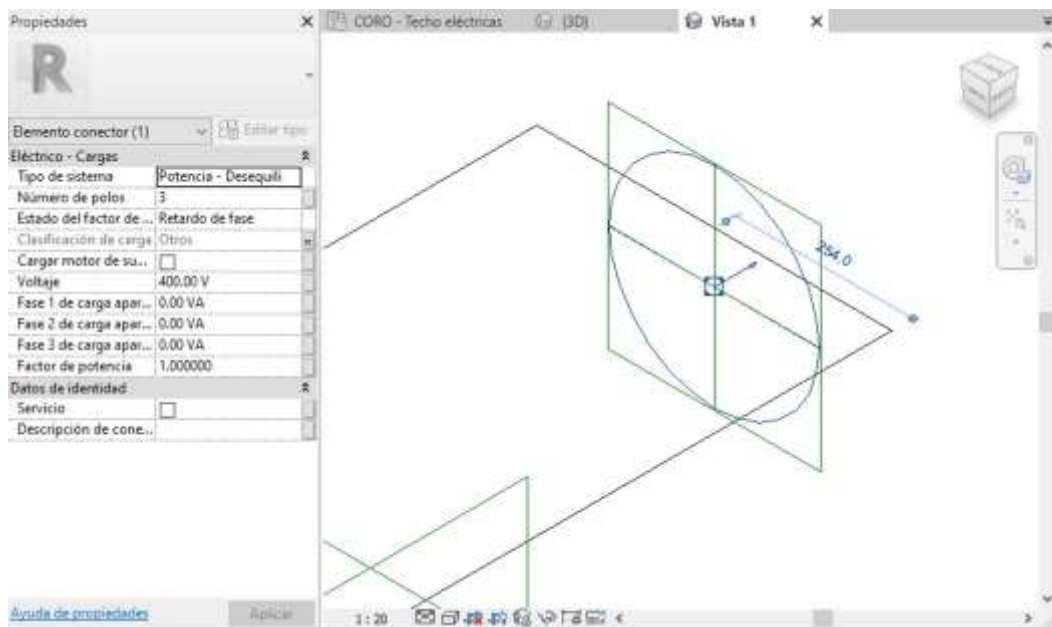 Propiedades
CORO - Techo eléctricas
{3D}
Vista 1
R
Elemento conector (1)
Editar tipo
Eléctrico - Cargas
Tipo de sistema
Potencia - Desequili
Número de polos
3
Estado del factor de ...
Retardo de fase
Clasificación de carga
Otros
Cargar motor de su...
Voltaje
400.00 V
Fase 1 de carga apar...
0.00 VA
Fase 2 de carga apar...
0.00 VA
Fase 3 de carga apar...
0.00 VA
Factor de potencia
1.000000
Datos de identidad
Servicio
Descripción de cone...
254.0
Ayuda de propiedades
Aplicar
1 : 20